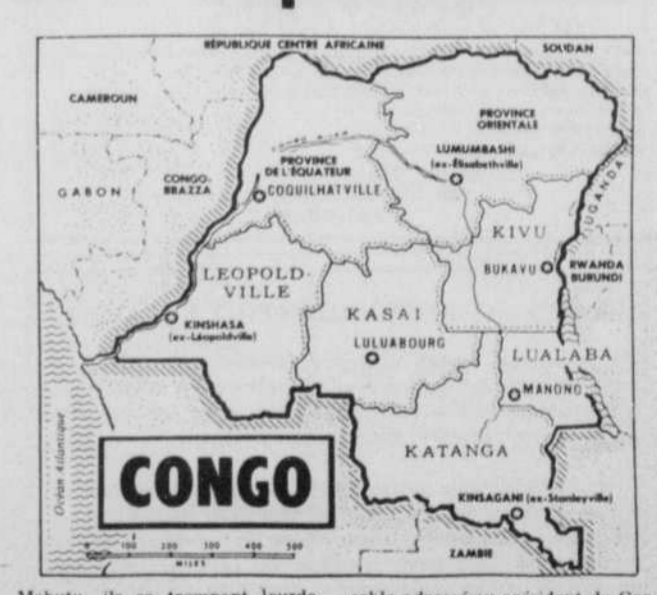 RÉPUBLIQUE CENTRE AFRICAINE
SOUDAN
CAMEROUN
PROVINCE
ORIENTALE
LUMUMBASHI
(ex-Élisabethville)
PROVINCE
DE L'ÉQUATEUR
COQUILHATVILLE
CONGO-
BRAZZA
GABON
UGANDA
KIVU
BUKAVU
RWANDA
BURUNDI
LEOPOLD-
VILLE
KINSHASA
(ex-Léopoldville)
KASAI
LULUABOURG
LUALABA
MANONO
KATANGA
Océan Atlantique
CONGO
KINSAGANI (ex-Stanleyville)
0 100 200 300 400 500
MILES
ZAMBIE